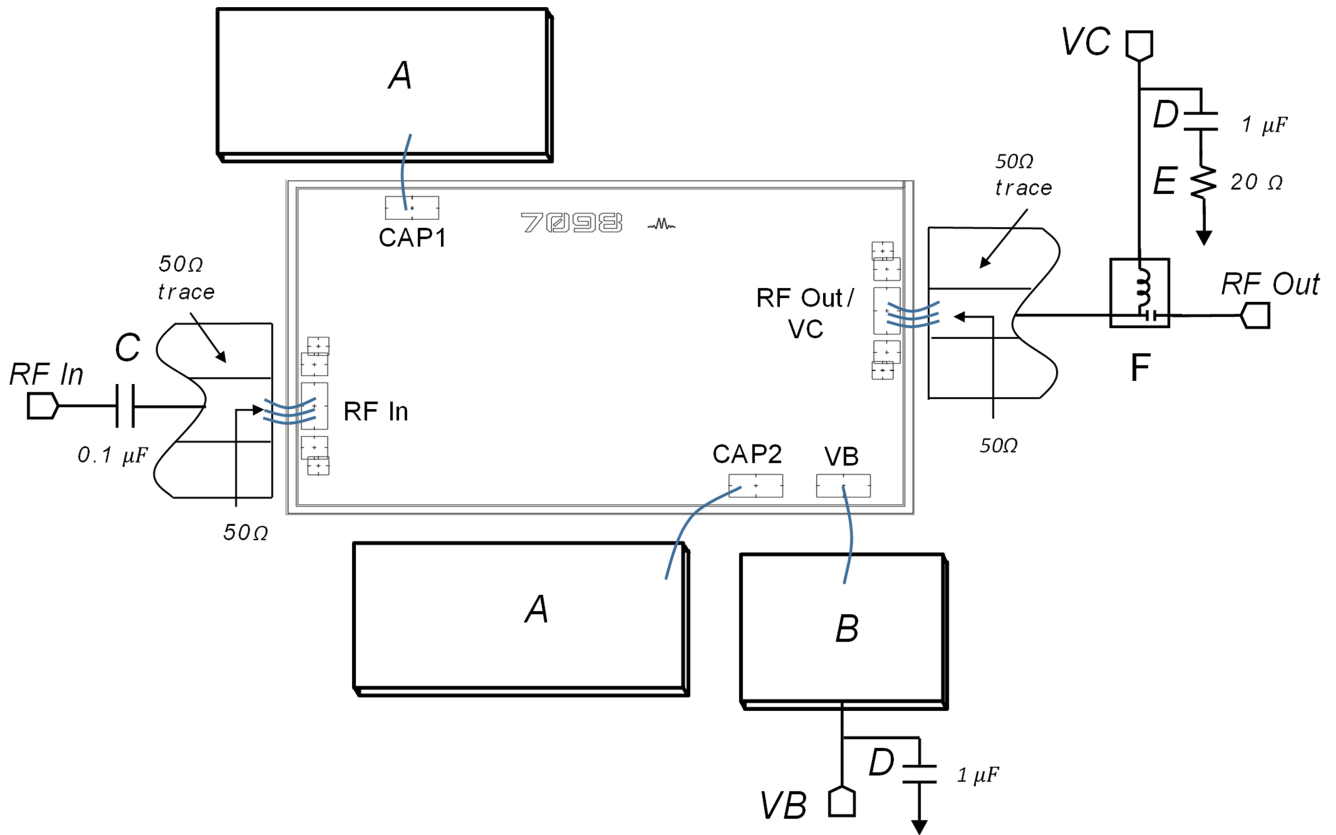 A
VC
D
1 μF
E
20 Ω
50Ω
trace
CAP1
7098
50Ω
trace
RF Out/
VC
RF Out
F
C
RF In
0.1 μF
RF In
50Ω
50Ω
CAP2
VB
A
B
D
1 μF
VB